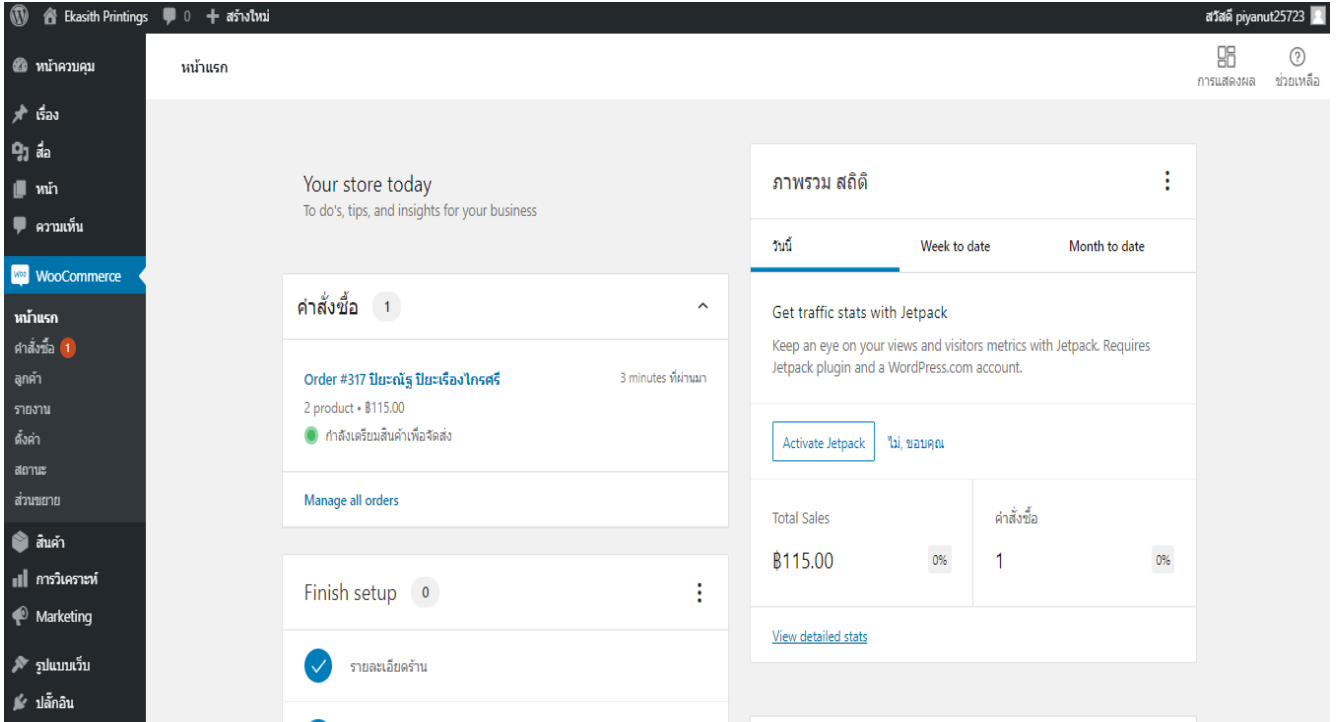 Ekasith Printings 0 + สร้างใหม่ สวัสดี piyanut25723
หน้าควบคุม
เรื่อง
สื่อ
หน้า
ความเห็น
WooCommerce
หน้าแรก
คำสั่งซื้อ 1
ลูกค้า
รายงาน
ตั้งค่า
สถานะ
ส่วนขยาย
สินค้า
การวิเคราะห์
Marketing
รูปแบบเว็บ
ปลั๊กอิน
หน้าแรก
การแสดงผล
ช่วยเหลือ
Your store today
To do's, tips, and insights for your business
คำสั่งซื้อ 1
Order #317 ปิยะณัฐ ปิยะเรืองไกรศรี 3 minutes ที่ผ่านมา
2 product • ฿115.00
กำลังเตรียมสินค้าเพื่อจัดส่ง
Manage all orders
Finish setup 0
รายละเอียดร้าน
ภาพรวม สถิติ
วันนี้ Week to date Month to date
Get traffic stats with Jetpack
Keep an eye on your views and visitors metrics with Jetpack. Requires
Jetpack plugin and a WordPress.com account.
Activate Jetpack ไม่, ขอบคุณ
Total Sales คำสั่งซื้อ
฿115.00 0% 1 0%
View detailed stats